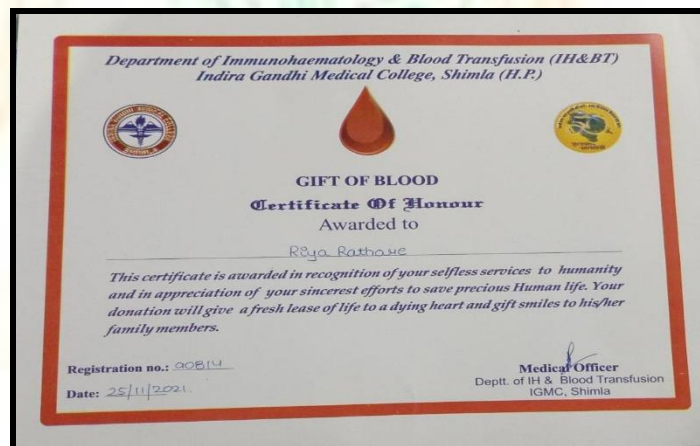 Department of Immunohaematology & Blood Transfusion (IH&BT)
Indira Gandhi Medical College, Shimla (H.P.)
GIFT OF BLOOD
Certificate Of Honour
Awarded to
Riya Rathore
This certificate is awarded in recognition of your selfless services to humanity
and in appreciation of your sincerest efforts to save precious Human life. Your
donation will give a fresh lease of life to a dying heart and gift smiles to his/her
family members.
Registration no.: 90814
Date: 25/11/2021
Medical Officer
Deptt. of IH & Blood Transfusion
IGMC, Shimla